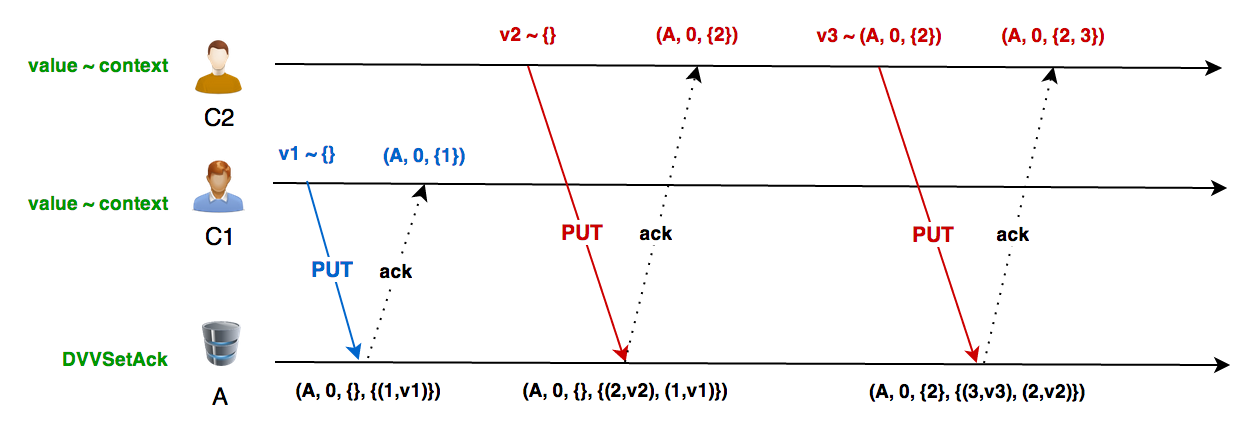 v2 ~ {} (A, 0, {2}) v3 ~ (A, 0, {2}) (A, 0, {2, 3})
value ~ context
C2
v1 ~ {} (A, 0, {1})
value ~ context
C1
PUT ack PUT ack
PUT ack
DVVSetAck
A
(A, 0, {}, {(1,v1)}) (A, 0, {}, {(2,v2), (1,v1)}) (A, 0, {2}, {(3,v3), (2,v2)})